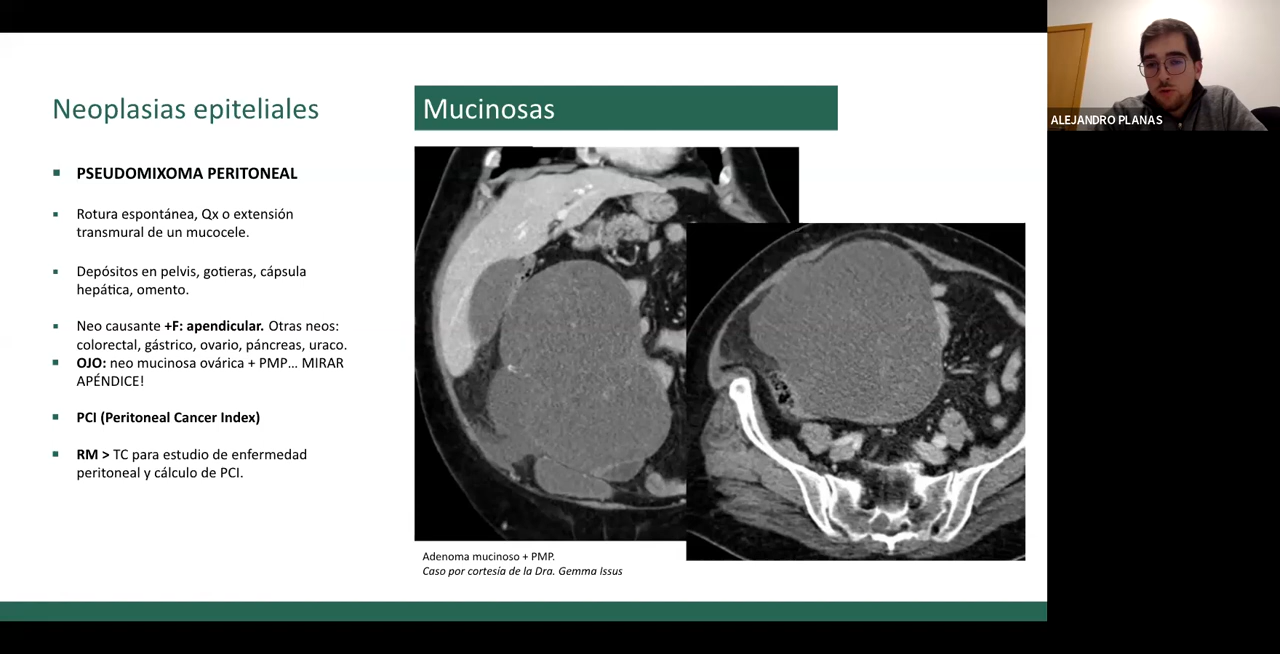 Neoplasias epiteliales
Mucinosas
PSEUDOMIXOMA PERITONEAL
Rotura espontánea, Qx o extensión
transmural de un mucocele.
Depósitos en pelvis, gotieras, cápsula
hepática, omento.
Neo causante +F: apendicular. Otras neos:
colorectal, gástrico, ovario, páncreas, uraco.
OJO: neo mucinosa ovárica + PMP... MIRAR
APÉNDICE!
PCI (Peritoneal Cancer Index)
RM > TC para estudio de enfermedad
peritoneal y cálculo de PCI.
Adenoma mucinoso + PMP.
Caso por cortesía de la Dra. Gemma Issus
ALEJANDRO PLANAS